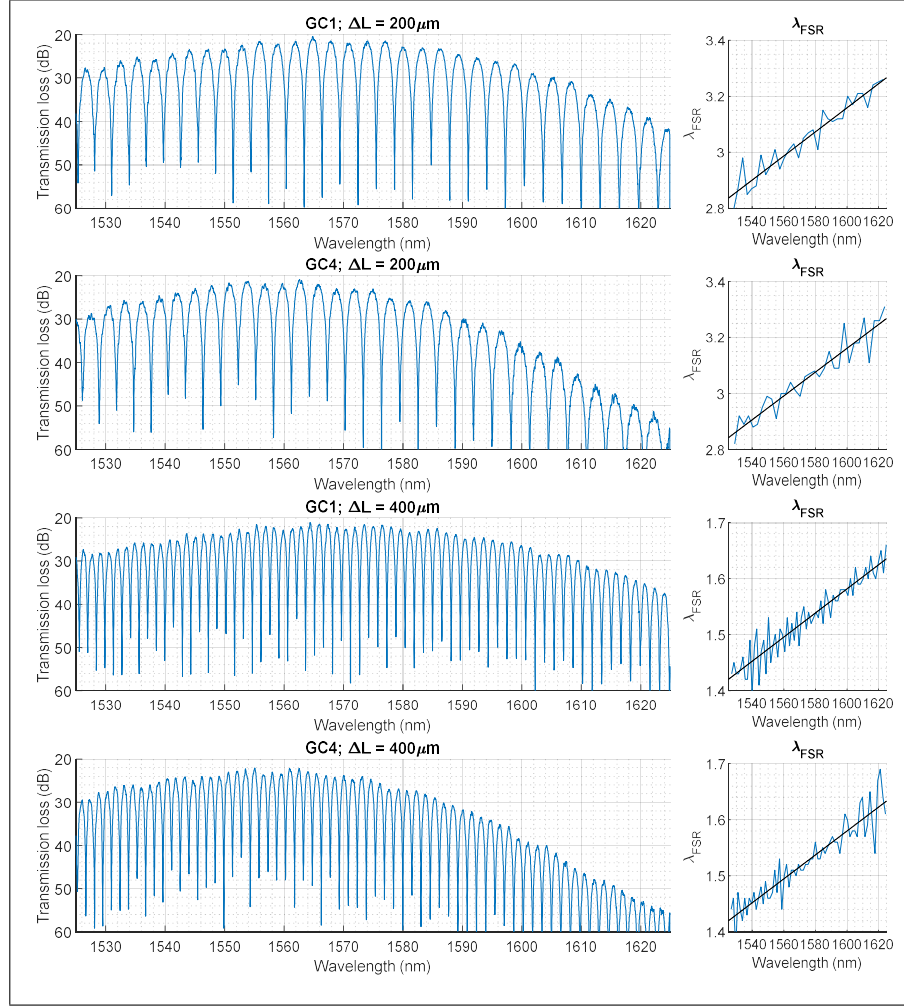 GC1; ΔL = 200μm
Transmission loss (dB)
20
30
40
50
60
1530 1540 1550 1560 1570 1580 1590 1600 1610 1620
Wavelength (nm)
λFSR
λFSR
3.4
3.2
3
2.8
1540 1560 1580 1600 1620
Wavelength (nm)
GC4; ΔL = 200μm
Transmission loss (dB)
20
30
40
50
60
1530 1540 1550 1560 1570 1580 1590 1600 1610 1620
Wavelength (nm)
λFSR
λFSR
3.4
3.2
3
2.8
1540 1560 1580 1600 1620
Wavelength (nm)
GC1; ΔL = 400μm
Transmission loss (dB)
20
30
40
50
60
1530 1540 1550 1560 1570 1580 1590 1600 1610 1620
Wavelength (nm)
λFSR
λFSR
1.7
1.6
1.5
1.4
1540 1560 1580 1600 1620
Wavelength (nm)
GC4; ΔL = 400μm
Transmission loss (dB)
20
30
40
50
60
1530 1540 1550 1560 1570 1580 1590 1600 1610 1620
Wavelength (nm)
λFSR
λFSR
1.7
1.6
1.5
1.4
1540 1560 1580 1600 1620
Wavelength (nm)